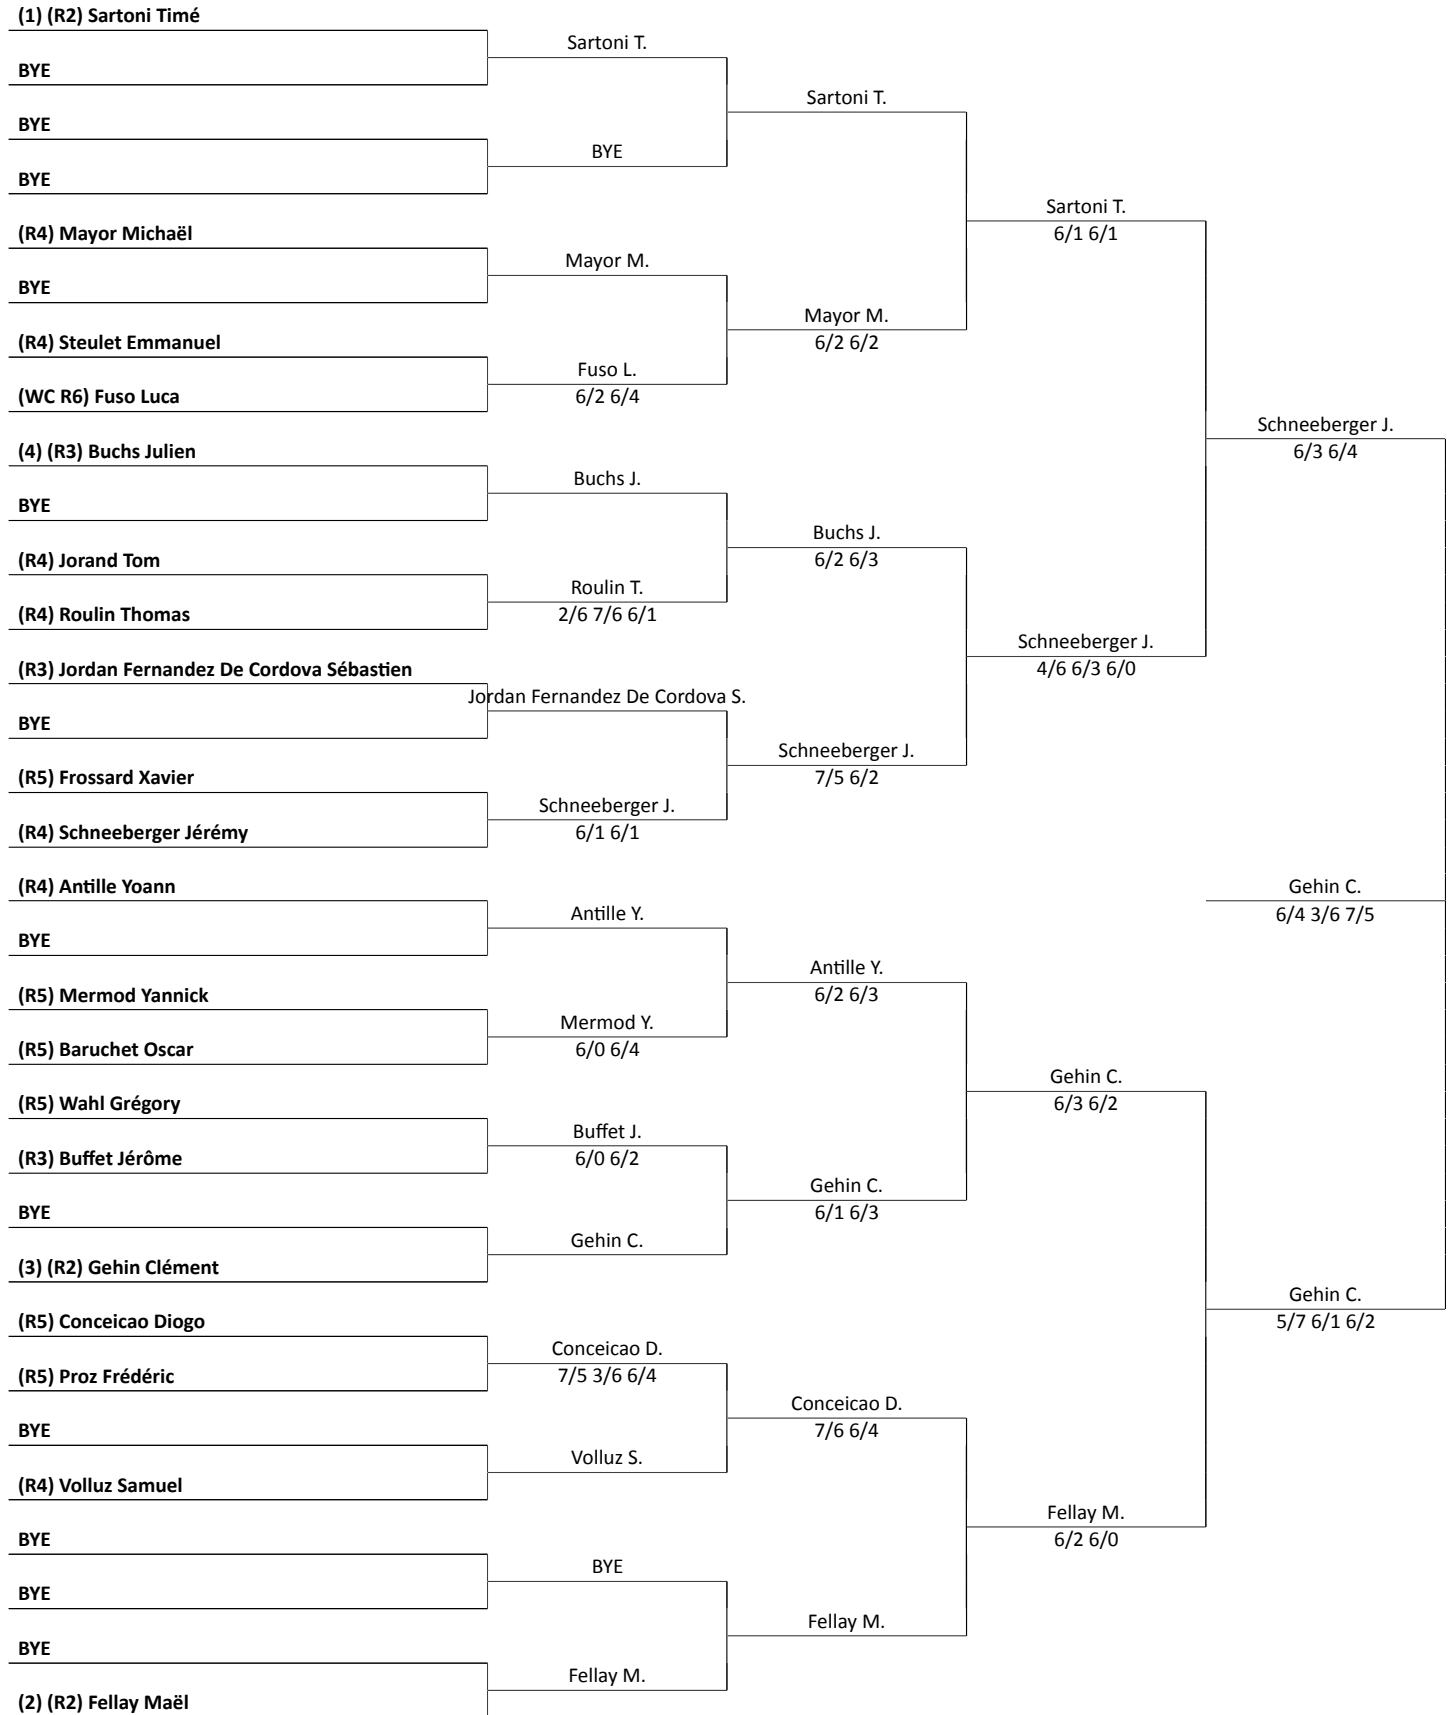 (1) (R2) Sartoni Timé
BYE
BYE
BYE
(R4) Mayor Michaël
BYE
(R4) Steulet Emmanuel
(WC R6) Fuso Luca
(4) (R3) Buchs Julien
BYE
(R4) Jorand Tom
(R4) Roulin Thomas
(R3) Jordan Fernandez De Cordova Sébastien
BYE
(R5) Frossard Xavier
(R4) Schneeberger Jérémy
(R4) Antille Yoann
BYE
(R5) Mermod Yannick
(R5) Baruchet Oscar
(R5) Wahl Grégory
(R3) Buffet Jérôme
BYE
(3) (R2) Gehin Clément
(R5) Conceicao Diogo
(R5) Proz Frédéric
BYE
(R4) Volluz Samuel
BYE
BYE
BYE
(2) (R2) Fellay Maël
Sartoni T.
BYE
Mayor M.
Fuso L.
6/2 6/4
Buchs J.
Roulin T.
2/6 7/6 6/1
Jordan Fernandez De Cordova S.
Schneeberger J.
6/1 6/1
Antille Y.
Mermod Y.
6/0 6/4
Buffet J.
6/0 6/2
Gehin C.
Conceicao D.
7/5 3/6 6/4
Volluz S.
BYE
Fellay M.
Sartoni T.
Mayor M.
6/2 6/2
Buchs J.
6/2 6/3
Schneeberger J.
7/5 6/2
Antille Y.
6/2 6/3
Gehin C.
6/1 6/3
Conceicao D.
7/6 6/4
Fellay M.
Sartoni T.
6/1 6/1
Schneeberger J.
4/6 6/3 6/0
Gehin C.
6/3 6/2
Fellay M.
6/2 6/0
Schneeberger J.
6/3 6/4
Gehin C.
6/4 3/6 7/5
Gehin C.
5/7 6/1 6/2